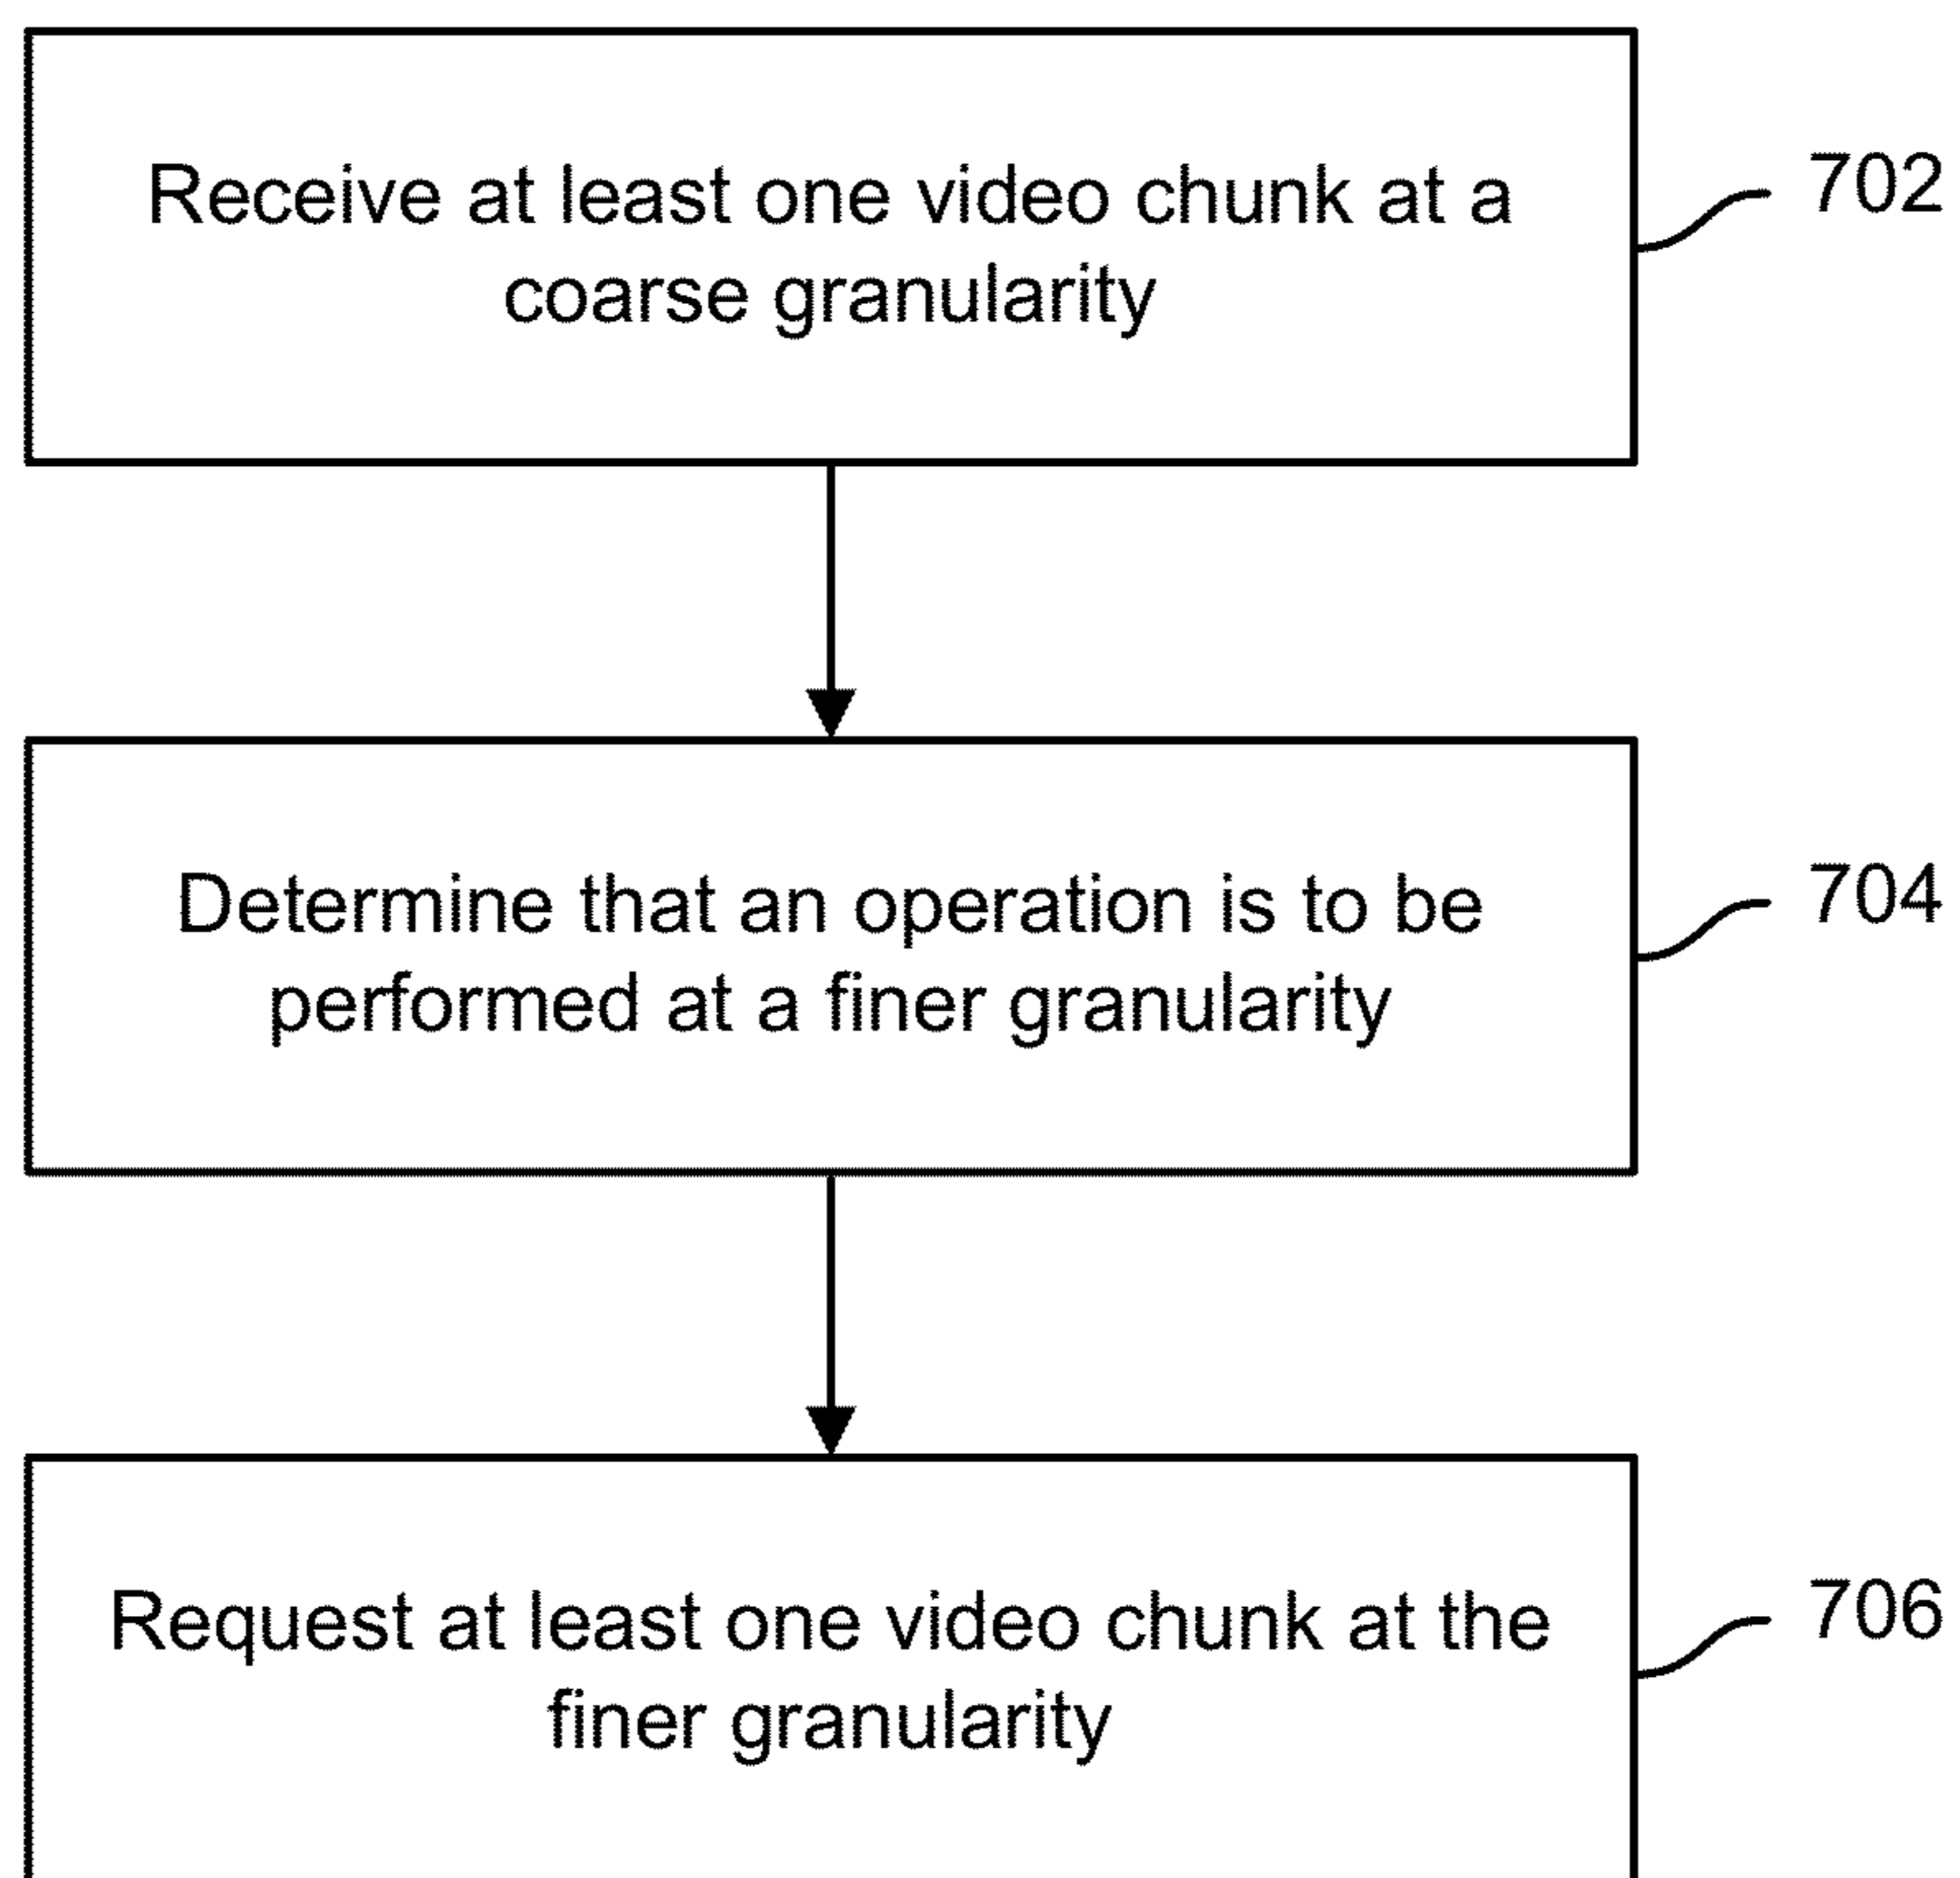 Receive at least one video chunk at a
coarse granularity
702
Determine that an operation is to be
performed at a finer granularity
704
Request at least one video chunk at the
finer granularity
706